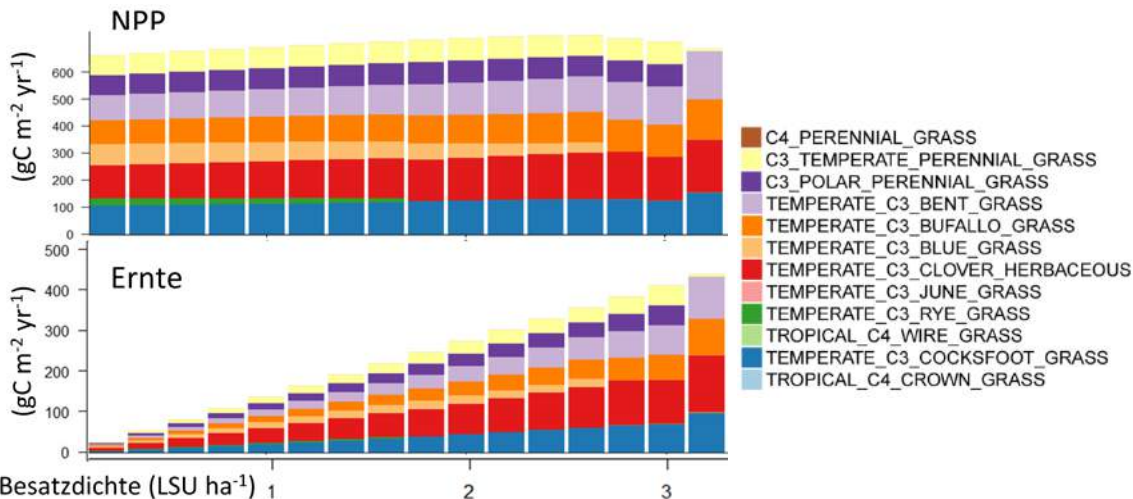 NPP
(gC m⁻² yr⁻¹)
600
500
400
300
200
100
0
Ernte
(gC m⁻² yr⁻¹)
500
400
300
200
100
0
Besatzdichte (LSU ha⁻¹)
1
2
3
C4_PERENNIAL_GRASS
C3_TEMPERATE_PERENNIAL_GRASS
C3_POLAR_PERENNIAL_GRASS
TEMPERATE_C3_BENT_GRASS
TEMPERATE_C3_BUFALLO_GRASS
TEMPERATE_C3_BLUE_GRASS
TEMPERATE_C3_CLOVER_HERBACEOUS
TEMPERATE_C3_JUNE_GRASS
TEMPERATE_C3_RYE_GRASS
TROPICAL_C4_WIRE_GRASS
TEMPERATE_C3_COCKSFOOT_GRASS
TROPICAL_C4_CROWN_GRASS